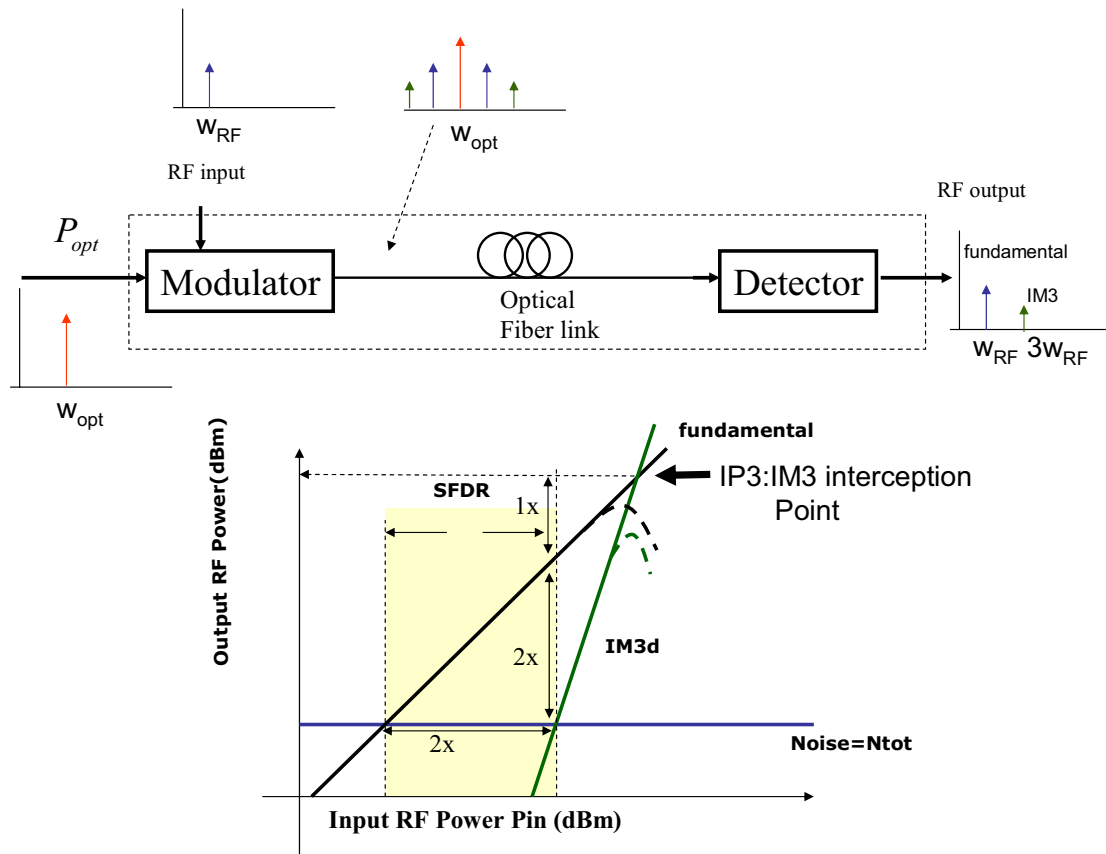 w_RF
w_opt
RF input
RF output
P_opt
fundamental
Modulator
Detector
Optical
Fiber link
IM3
w_RF 3w_RF
w_opt
fundamental
Output RF Power(dBm)
SFDR
1x
IP3:IM3 interception
Point
IM3d
2x
2x
Noise=Ntot
Input RF Power Pin (dBm)